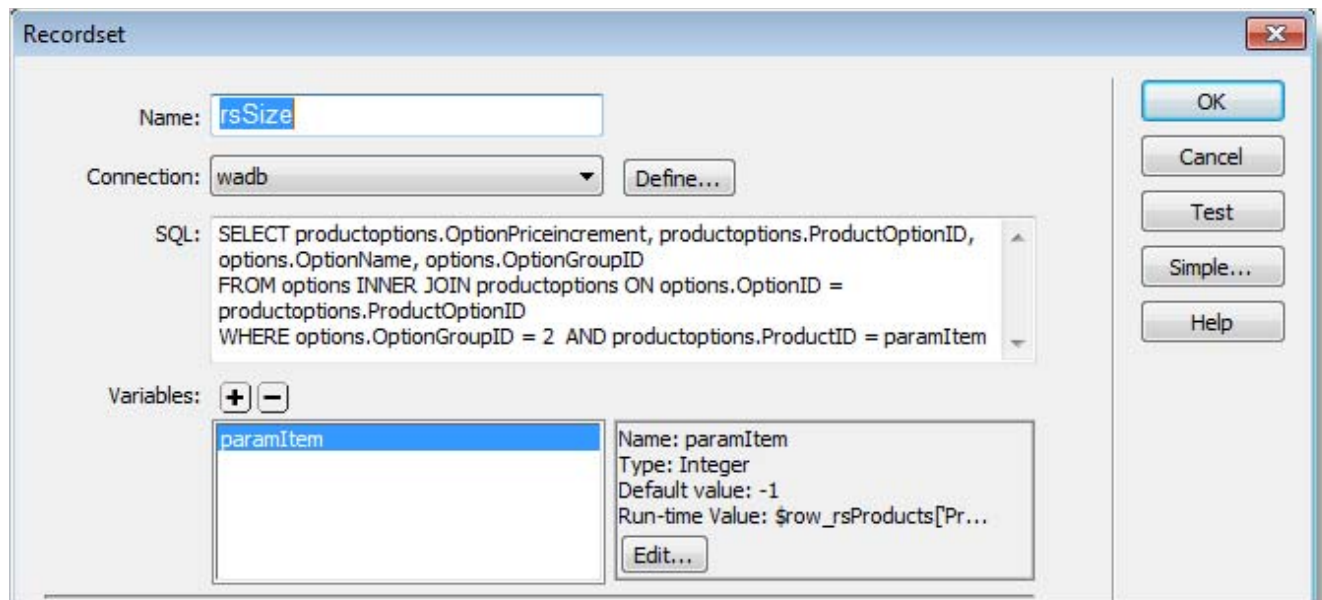 Recordset
Name: rsSize
OK
Connection: wadb Define...
Cancel
SQL: SELECT productoptions.OptionPriceincrement, productoptions.ProductOptionID,
options.OptionName, options.OptionGroupID
FROM options INNER JOIN productoptions ON options.OptionID =
productoptions.ProductOptionID
WHERE options.OptionGroupID = 2  AND productoptions.ProductID = paramItem
Test
Simple...
Help
Variables: + −
paramItem
Name: paramItem
Type: Integer
Default value: -1
Run-time Value: $row_rsProducts['Pr...
Edit...